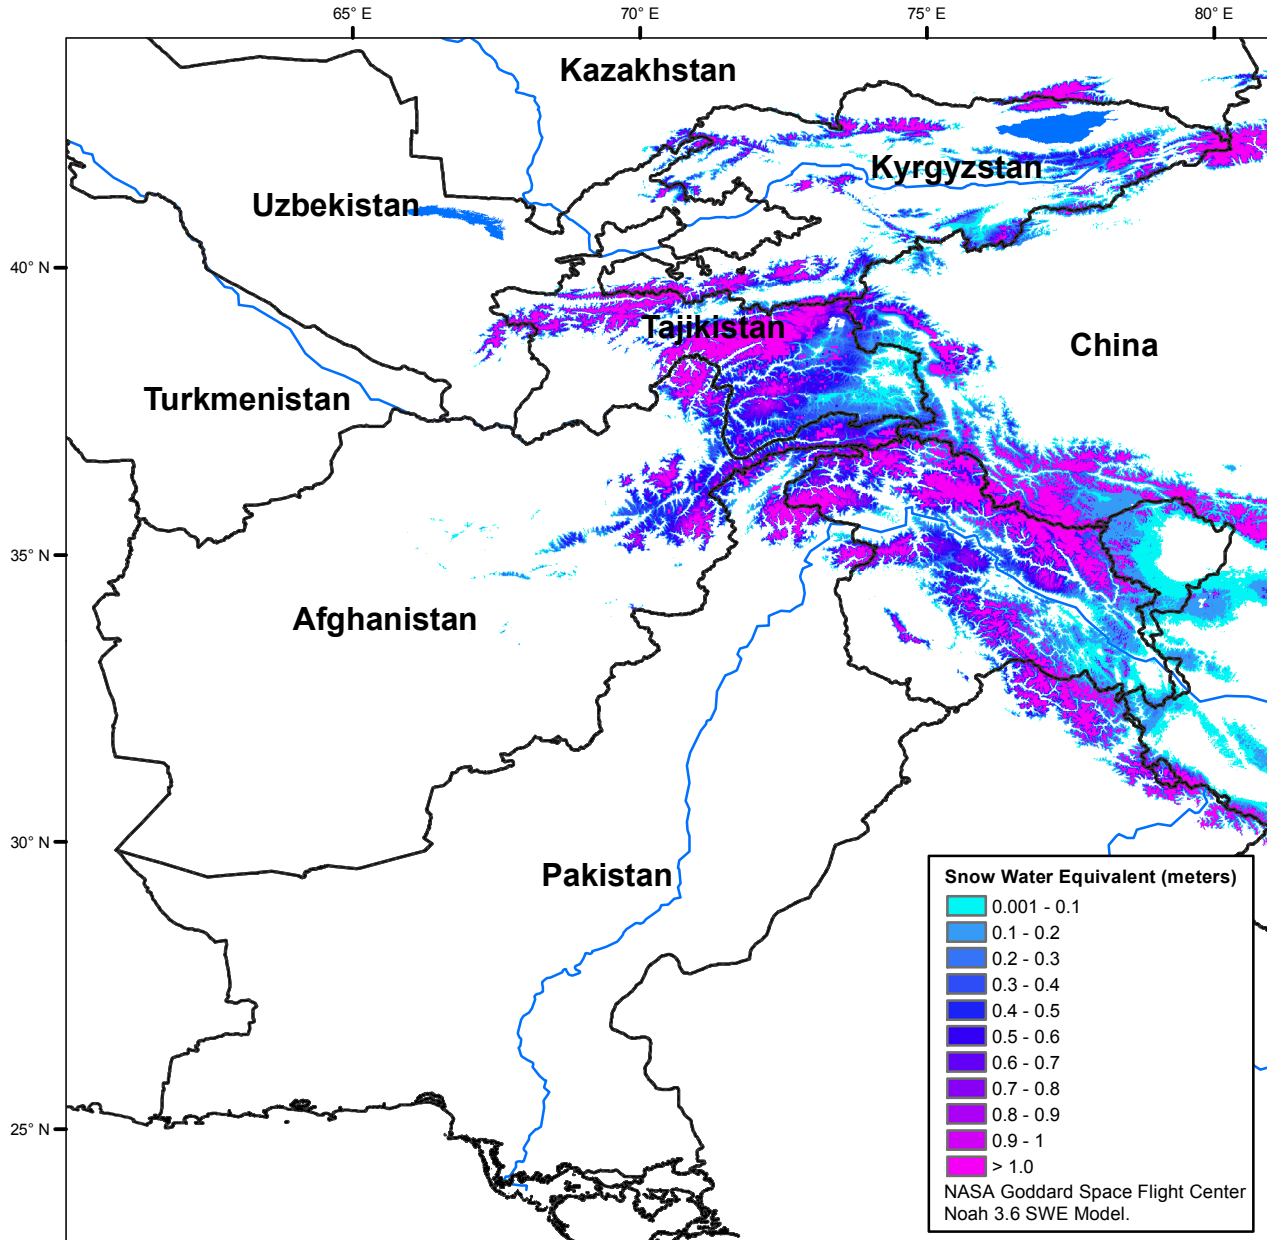 65° E
70° E
75° E
80° E
Kazakhstan
Kyrgyzstan
Uzbekistan
40° N
Tajikistan
China
Turkmenistan
35° N
Afghanistan
30° N
Pakistan
25° N
Snow Water Equivalent (meters)
0.001 - 0.1
0.1 - 0.2
0.2 - 0.3
0.3 - 0.4
0.4 - 0.5
0.5 - 0.6
0.6 - 0.7
0.7 - 0.8
0.8 - 0.9
0.9 - 1
> 1.0
NASA Goddard Space Flight Center
Noah 3.6 SWE Model.